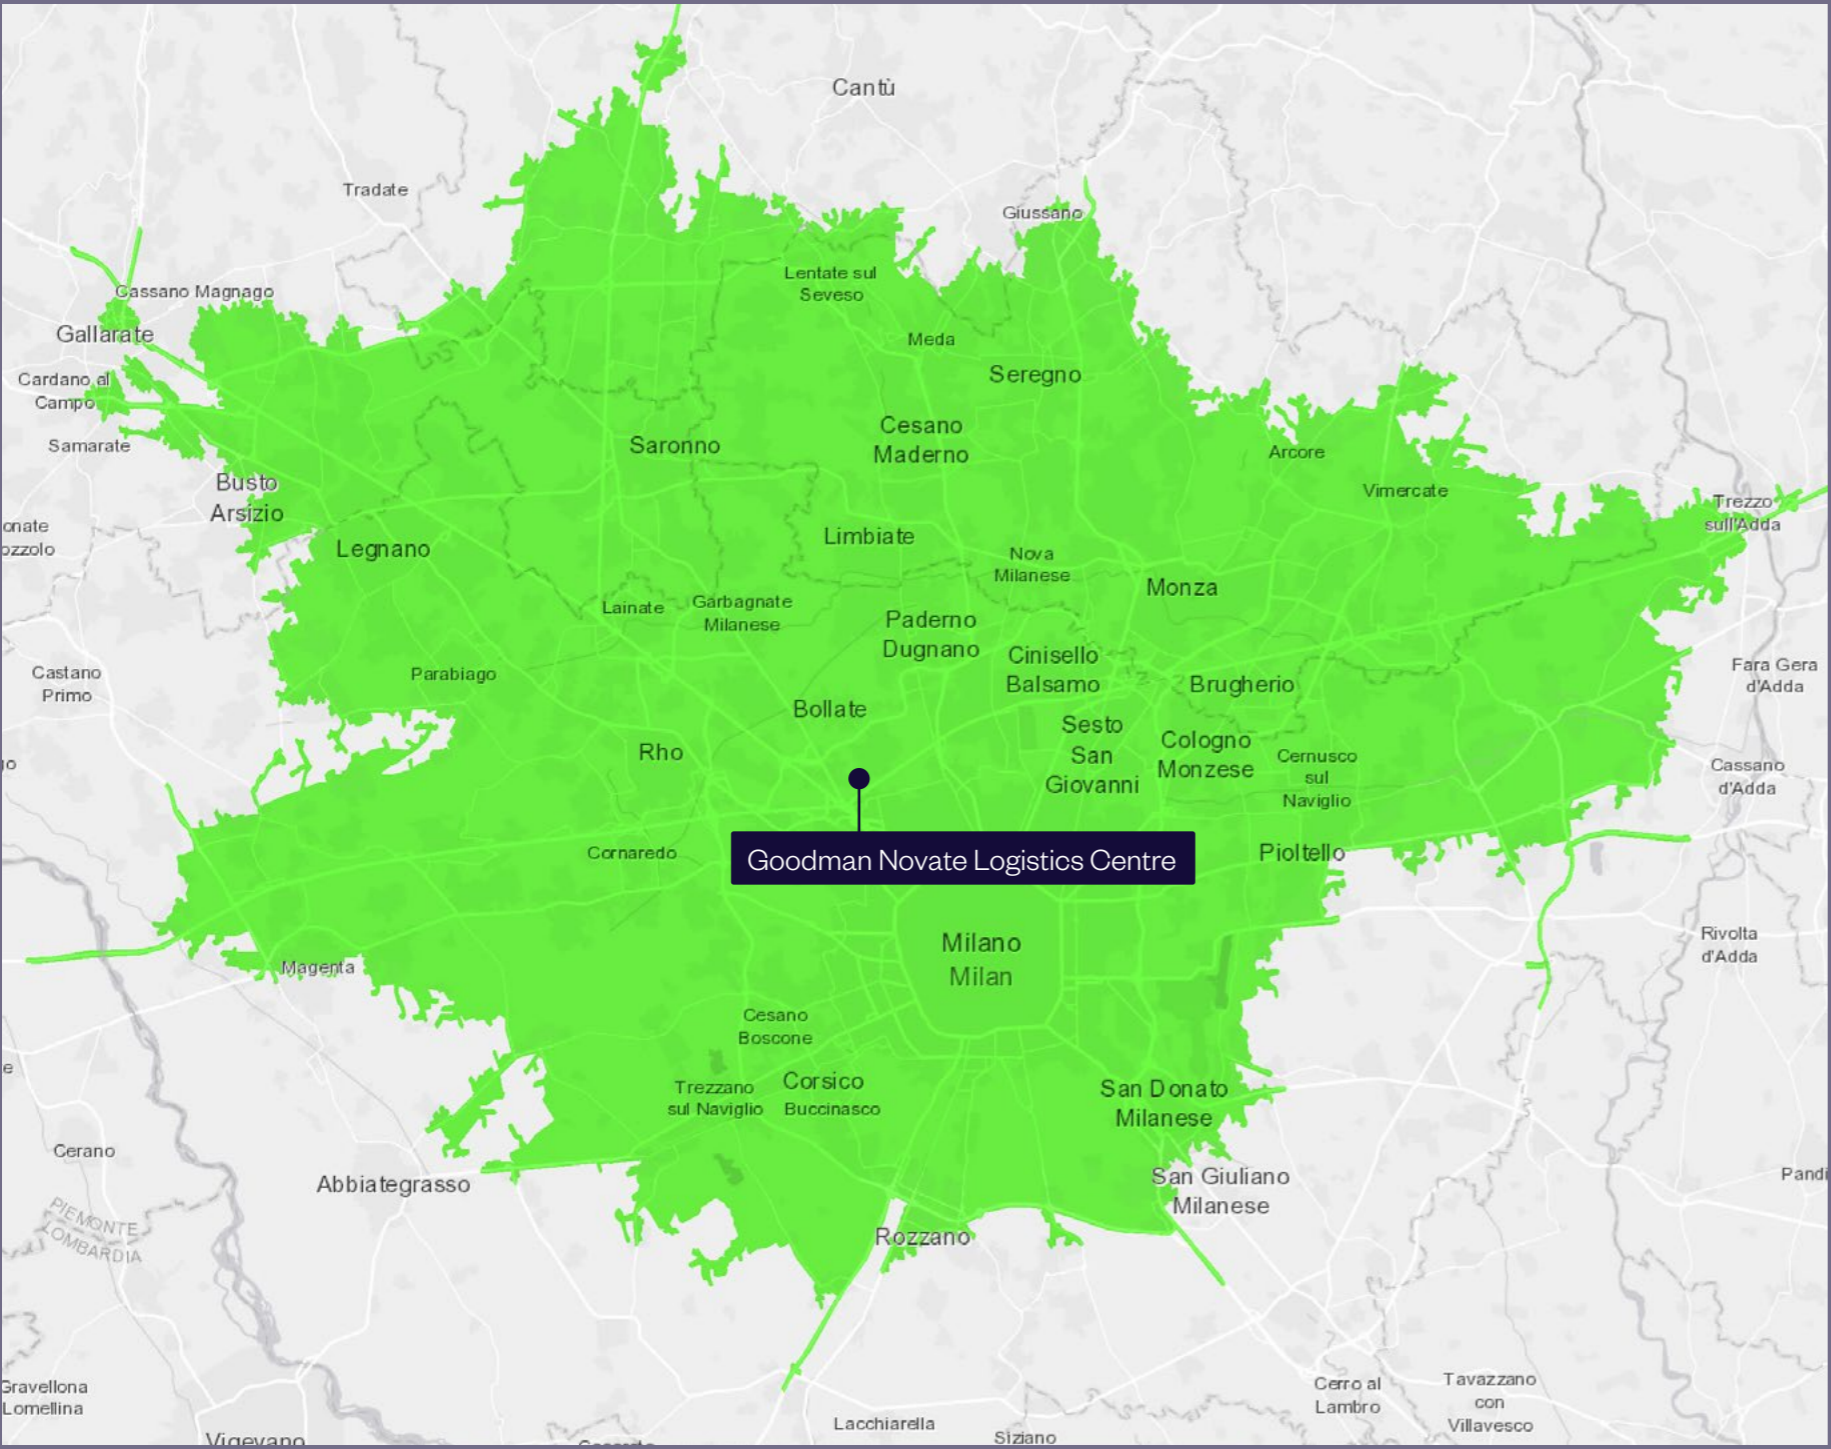 Cantù
Tradate
Giussano
Lentate sul
Seveso
Cassano Magnago
Gallarate
Meda
Seregno
Cardano al
Campo
Samarate
Saronno
Cesano
Maderno
Arcore
Busto
Arsizio
Vimercate
Trezzo
sull'Adda
onate
ozzolo
Legnano
Limbiate
Nova
Milanese
Monza
Lainate
Garbagnate
Milanese
Paderno
Dugnano
Cinisello
Balsamo
Brugherio
Castano
Primo
Parabiago
Fara Gera
d'Adda
Bollate
Rho
Sesto
San
Giovanni
Cologno
Monzese
Cernusco
sul
Naviglio
Cassano
d'Adda
Cornaredo
Goodman Novate Logistics Centre
Pioltello
Milano
Milan
Magenta
Rivolta
d'Adda
Cesano
Boscone
Trezzano
sul Naviglio
Corsico
Buccinasco
San Donato
Milanese
Cerano
Abbiategrasso
San Giuliano
Milanese
Pandi
PIEMONTE
LOMBARDIA
Rozzano
Gravellona
Lomellina
Cerro al
Lambro
Tavazzano
con
Villavesco
Lacchiarella
Siziano
Vigevano